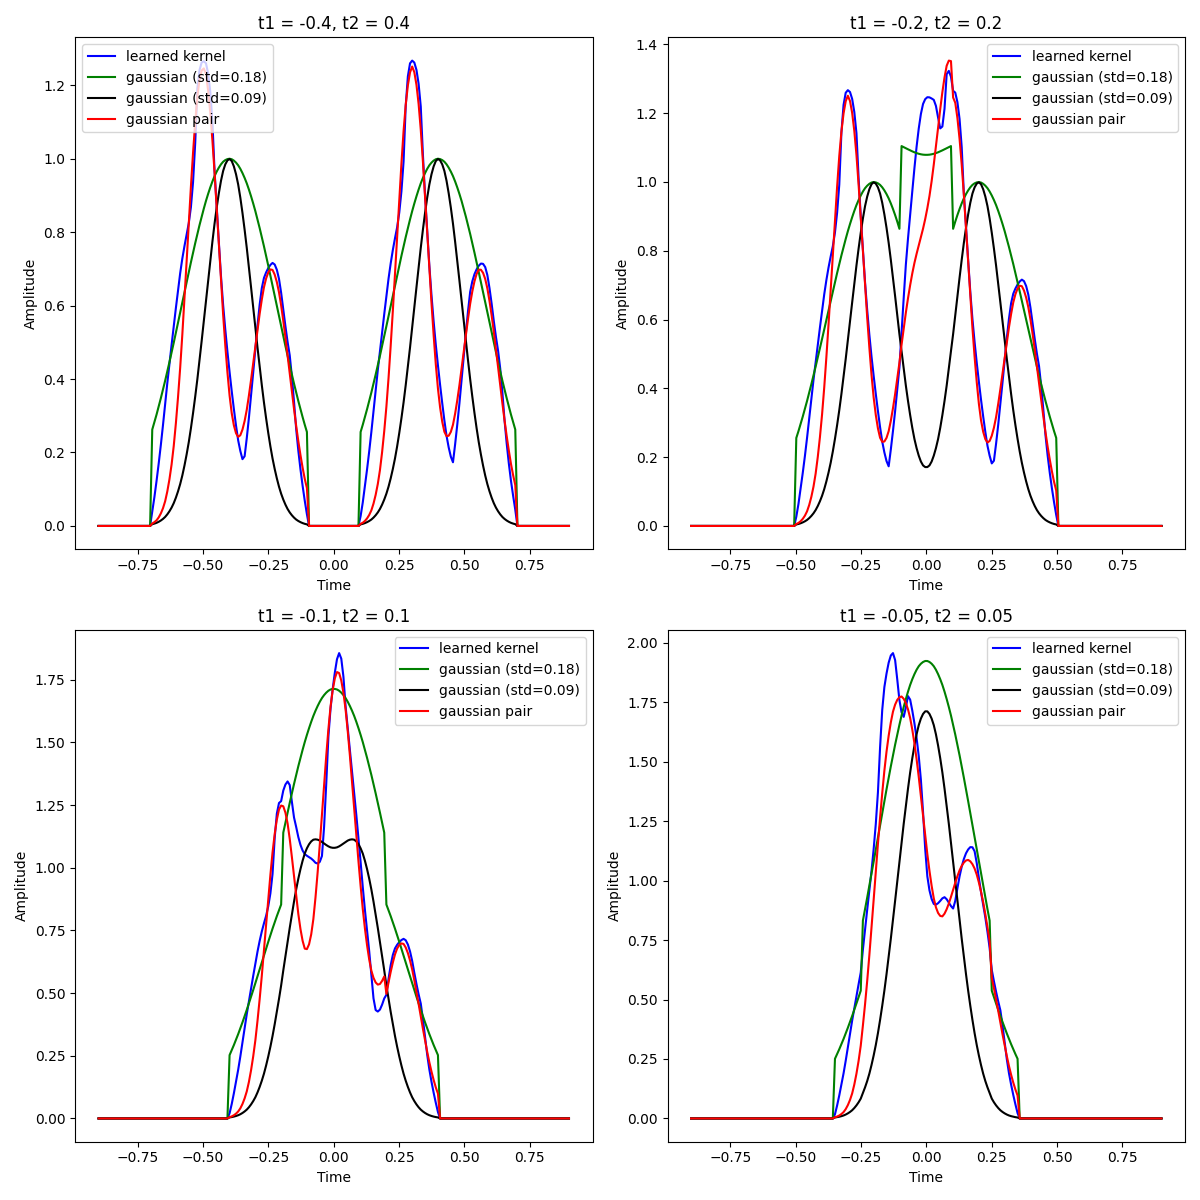 t1 = -0.4, t2 = 0.4
learned kernel
gaussian (std=0.18)
gaussian (std=0.09)
gaussian pair
Amplitude
1.2
1.0
0.8
0.6
0.4
0.2
0.0
−0.75 −0.50 −0.25 0.00 0.25 0.50 0.75
Time
t1 = -0.2, t2 = 0.2
learned kernel
gaussian (std=0.18)
gaussian (std=0.09)
gaussian pair
Amplitude
1.4
1.2
1.0
0.8
0.6
0.4
0.2
0.0
−0.75 −0.50 −0.25 0.00 0.25 0.50 0.75
Time
t1 = -0.1, t2 = 0.1
learned kernel
gaussian (std=0.18)
gaussian (std=0.09)
gaussian pair
Amplitude
1.75
1.50
1.25
1.00
0.75
0.50
0.25
0.00
−0.75 −0.50 −0.25 0.00 0.25 0.50 0.75
Time
t1 = -0.05, t2 = 0.05
learned kernel
gaussian (std=0.18)
gaussian (std=0.09)
gaussian pair
Amplitude
2.00
1.75
1.50
1.25
1.00
0.75
0.50
0.25
0.00
−0.75 −0.50 −0.25 0.00 0.25 0.50 0.75
Time